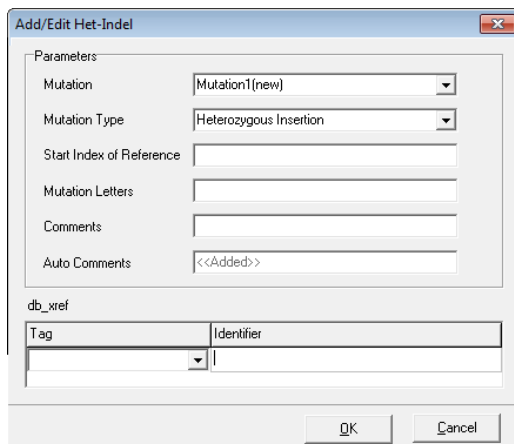 Add/Edit Het-Indel
Parameters
Mutation Mutation1(new)
Mutation Type Heterozygous Insertion
Start Index of Reference
Mutation Letters
Comments
Auto Comments <<Added>>
db_xref
Tag Identifier
OK Cancel